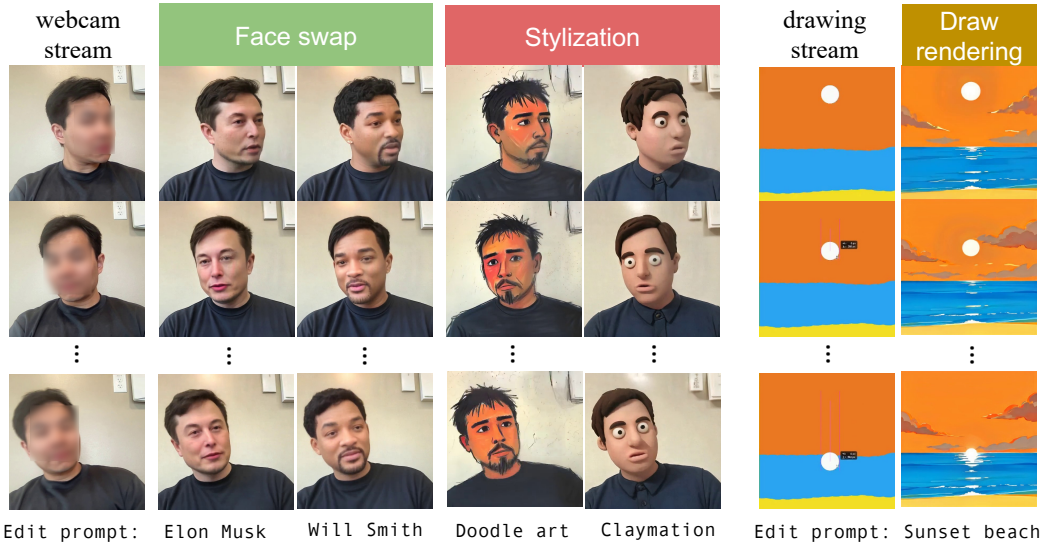 webcam
stream
Face swap
Stylization
drawing
stream
Draw
rendering
Edit prompt:
Elon Musk
Will Smith
Doodle art
Claymation
Edit prompt:
Sunset beach